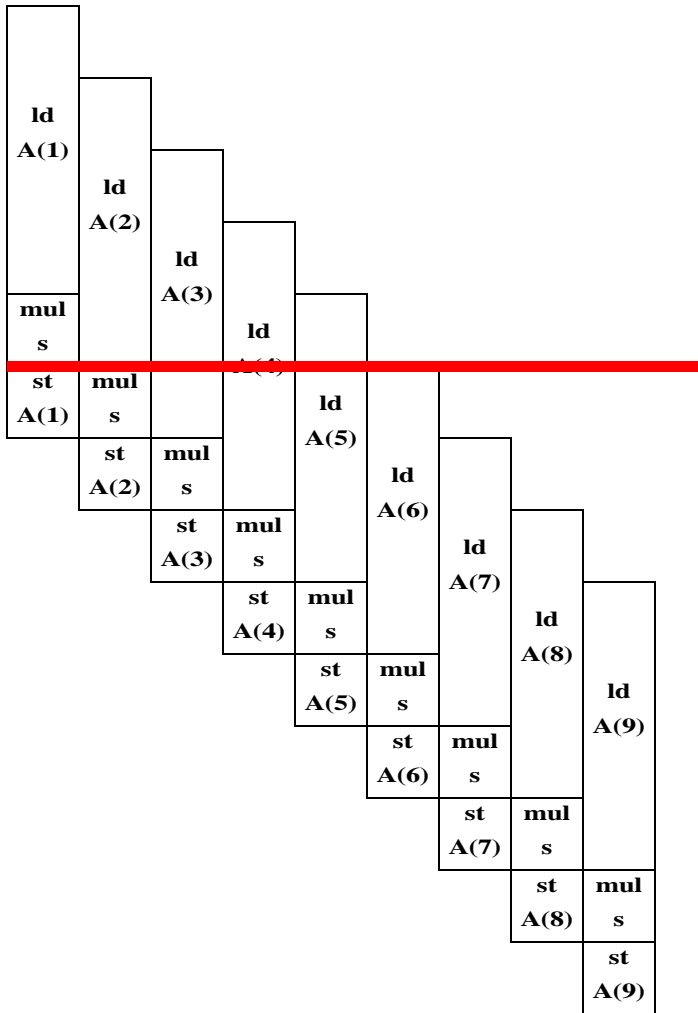 ld
A(1)
mul
s
st
A(1)
ld
A(2)
mul
s
st
A(2)
ld
A(3)
mul
s
st
A(3)
ld
A(4)
mul
s
st
A(4)
ld
A(5)
mul
s
st
A(5)
ld
A(6)
mul
s
st
A(6)
ld
A(7)
mul
s
st
A(7)
ld
A(8)
mul
s
st
A(8)
ld
A(9)
mul
s
st
A(9)